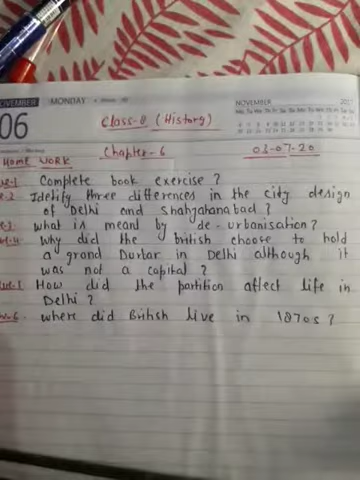 NOVEMBER MONDAY NOVEMBER
06 Class-8 (History)
Chapter-6 03-07-20
HOME WORK
Complete book exercise ?
Idetify three differences in the city design
of Delhi and Shahjahanabad ?
what is meant by de-urbanisation ?
Why did the british choose to hold
a grand Durbar in Delhi although it
was not a capital ?
How did the partition affect life in
Delhi ?
where did British live in 1870s ?